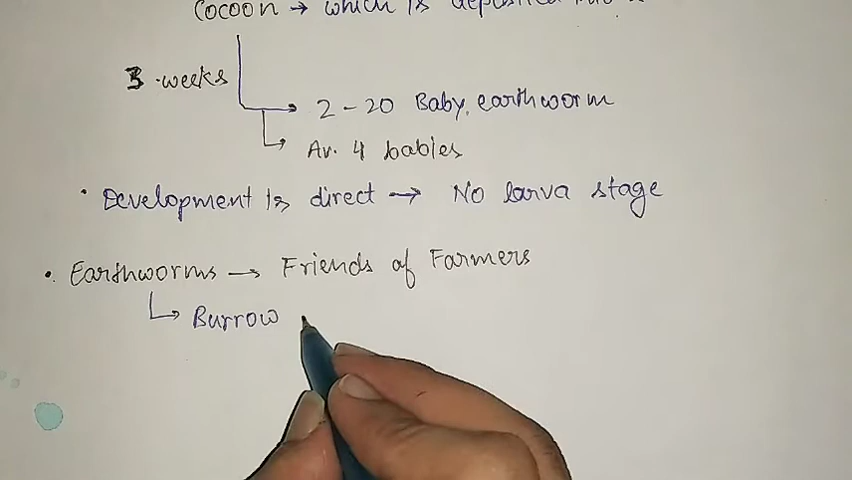 Cocoon → which is deposited
3 weeks
2-20 Baby earthworm
Av. 4 babies
• Development is direct → No larva stage
• Earthworms → Friends of Farmers
Burrow